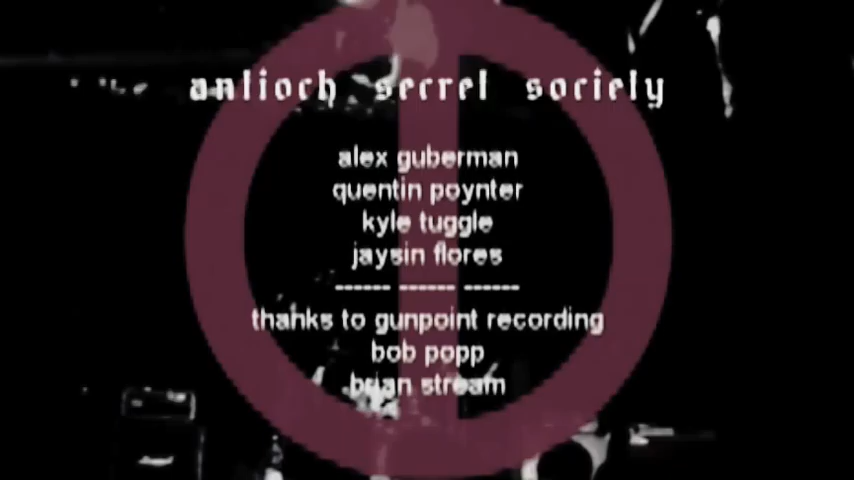 antioch secret society
alex guberman
quentin poynter
kyle tuggle
jaysin flores
------ ------ ------
thanks to gunpoint recording
bob popp
brian stream